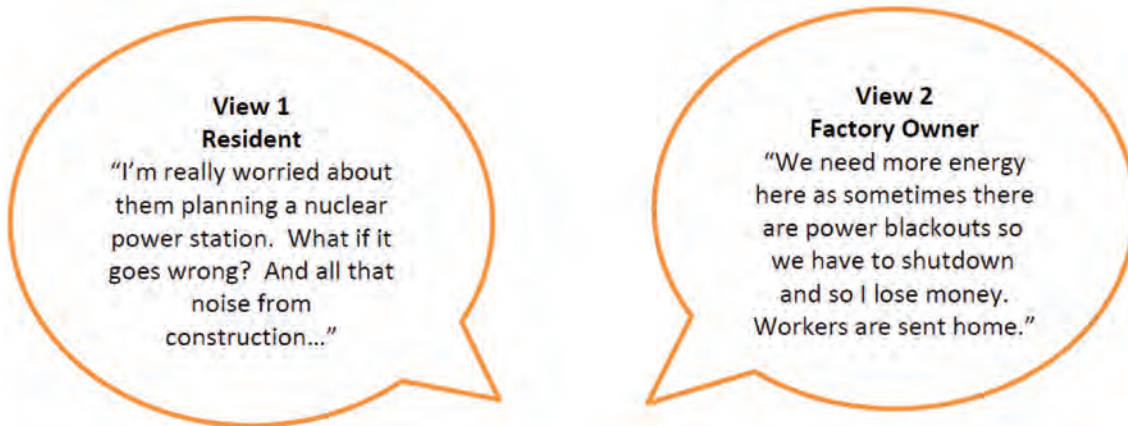 View 1
Resident
“I’m really worried about
them planning a nuclear
power station.  What if it
goes wrong?  And all that
noise from
construction…”
View 2
Factory Owner
“We need more energy
here as sometimes there
are power blackouts so
we have to shutdown
and so I lose money.
Workers are sent home.”